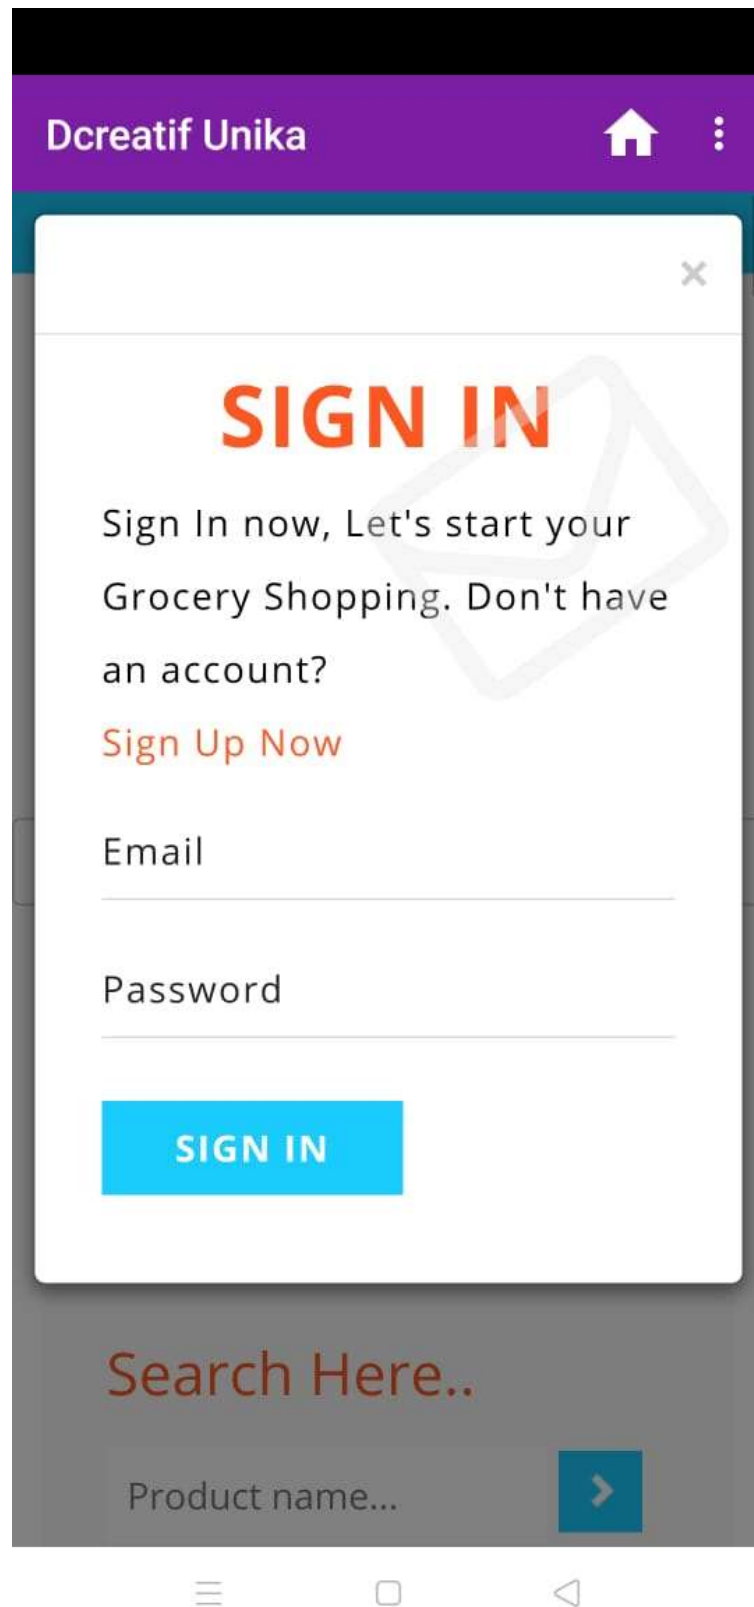 Dcreatif Unika
×
SIGN IN
Sign In now, Let's start your
Grocery Shopping. Don't have
an account?
Sign Up Now
Email
Password
SIGN IN
Search Here..
Product name...